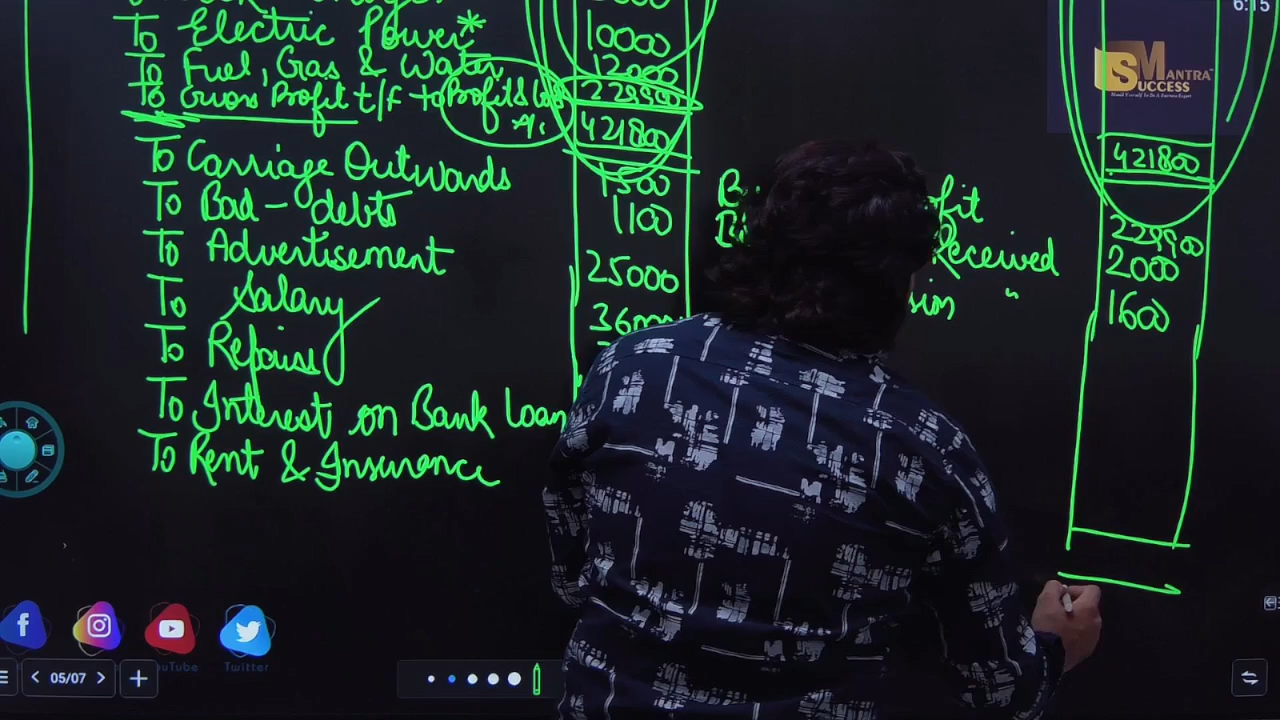 6:15
To Electric Power* 10000
To Fuel, Gas & Water 12000
To Gross Profit t/f to Profit & Loss A/c 229900
421800
421800
MANTRA
SUCCESS
To Carriage Outwards 1500
To Bad-debts 1100
229900
To Advertisement 25000
Received 2000
To Salary
1600
To Repairs
To Interest on Bank Loan
To Rent & Insurance
YouTube
Twitter
05/07